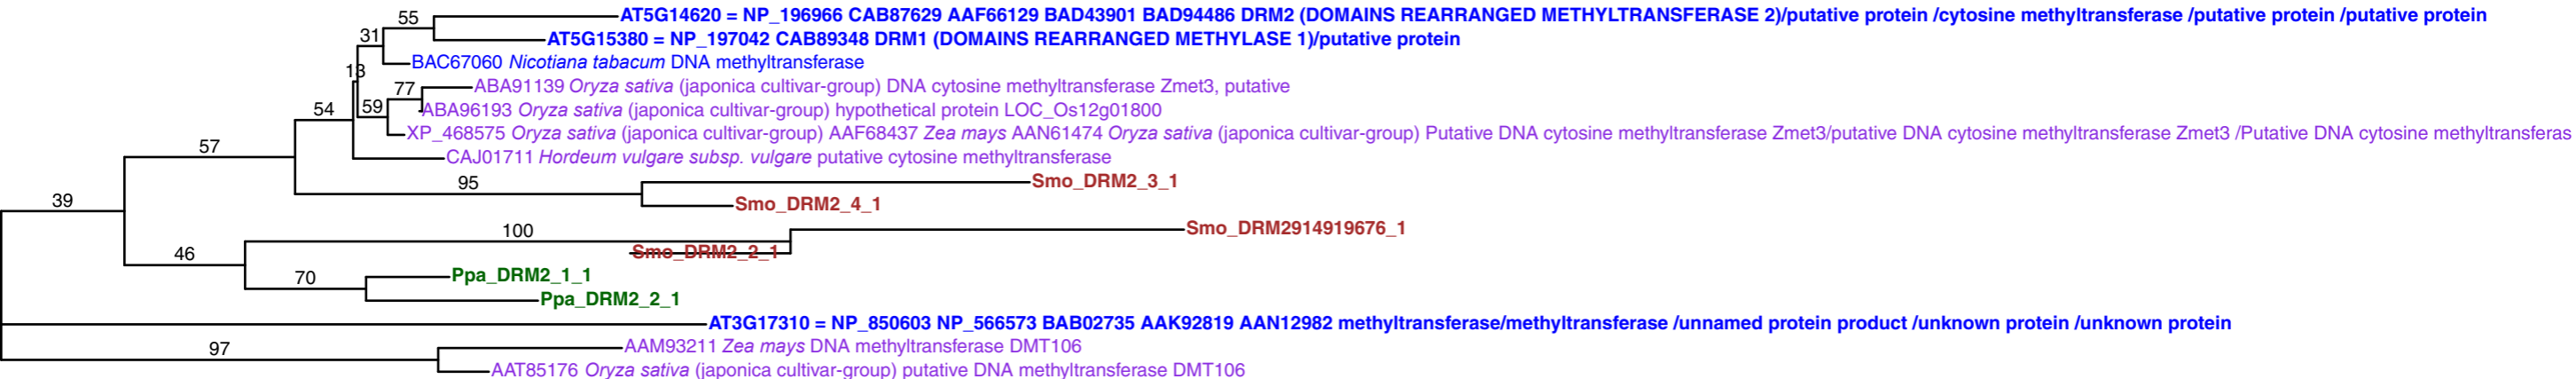 55
AT5G14620 = NP_196966 CAB87629 AAF66129 BAD43901 BAD94486 DRM2 (DOMAINS REARRANGED METHYLTRANSFERASE 2)/putative protein /cytosine methyltransferase /putative protein /putative protein
31
AT5G15380 = NP_197042 CAB89348 DRM1 (DOMAINS REARRANGED METHYLASE 1)/putative protein
BAC67060 Nicotiana tabacum DNA methyltransferase
13
77
ABA91139 Oryza sativa (japonica cultivar-group) DNA cytosine methyltransferase Zmet3, putative
54
59
ABA96193 Oryza sativa (japonica cultivar-group) hypothetical protein LOC_Os12g01800
XP_468575 Oryza sativa (japonica cultivar-group) AAF68437 Zea mays AAN61474 Oryza sativa (japonica cultivar-group) Putative DNA cytosine methyltransferase Zmet3/putative DNA cytosine methyltransferase Zmet3 /Putative DNA cytosine methyltransferas
57
CAJ01711 Hordeum vulgare subsp. vulgare putative cytosine methyltransferase
95
Smo_DRM2_3_1
39
Smo_DRM2_4_1
100
Smo_DRM2914919676_1
46
Smo_DRM2_2_1
70
Ppa_DRM2_1_1
Ppa_DRM2_2_1
AT3G17310 = NP_850603 NP_566573 BAB02735 AAK92819 AAN12982 methyltransferase/methyltransferase /unnamed protein product /unknown protein /unknown protein
97
AAM93211 Zea mays DNA methyltransferase DMT106
AAT85176 Oryza sativa (japonica cultivar-group) putative DNA methyltransferase DMT106